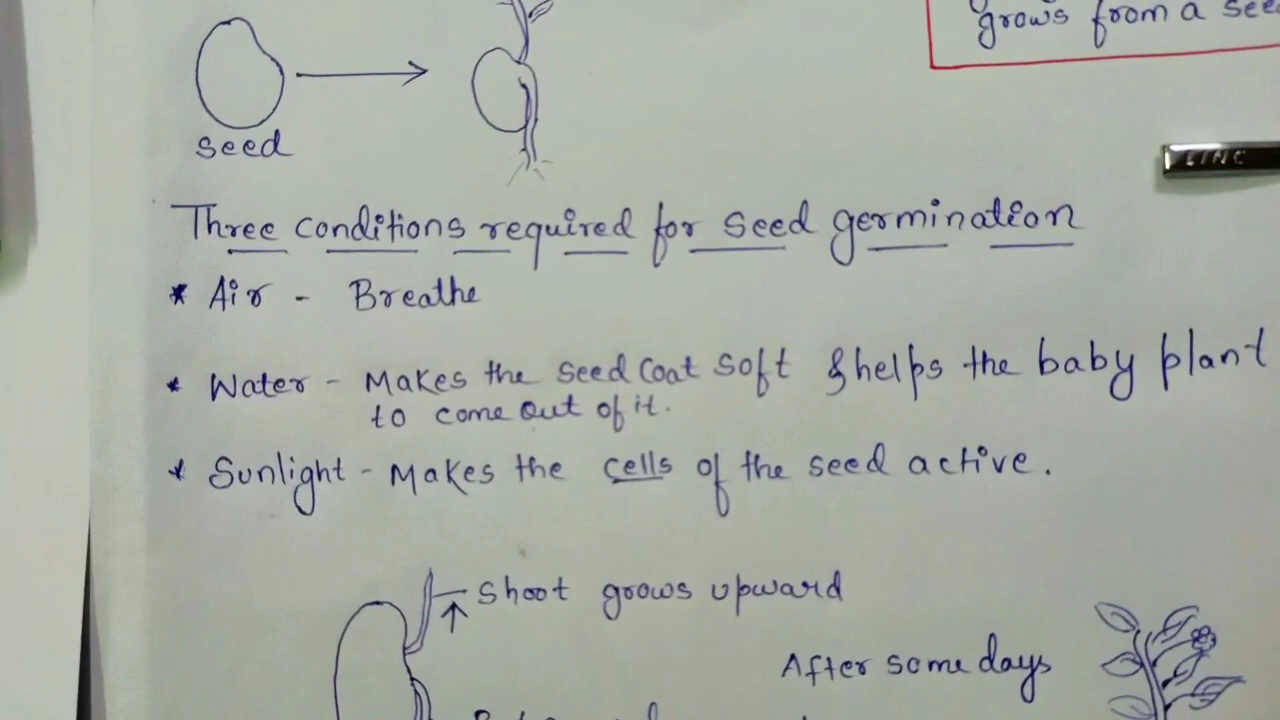 grows from a see
seed
LINC
Three conditions required for seed germination
* Air - Breathe
* Water - Makes the seed coat soft & helps the baby plant
to come out of it.
* Sunlight - Makes the cells of the seed active.
Shoot grows upward
After some days